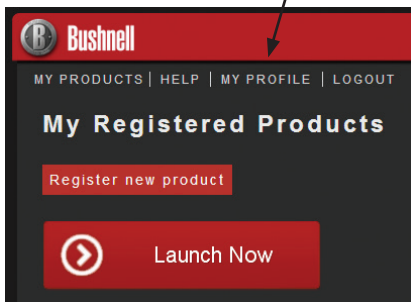 B Bushnell
MY PRODUCTS | HELP | MY PROFILE | LOGOUT
My Registered Products
Register new product
Launch Now